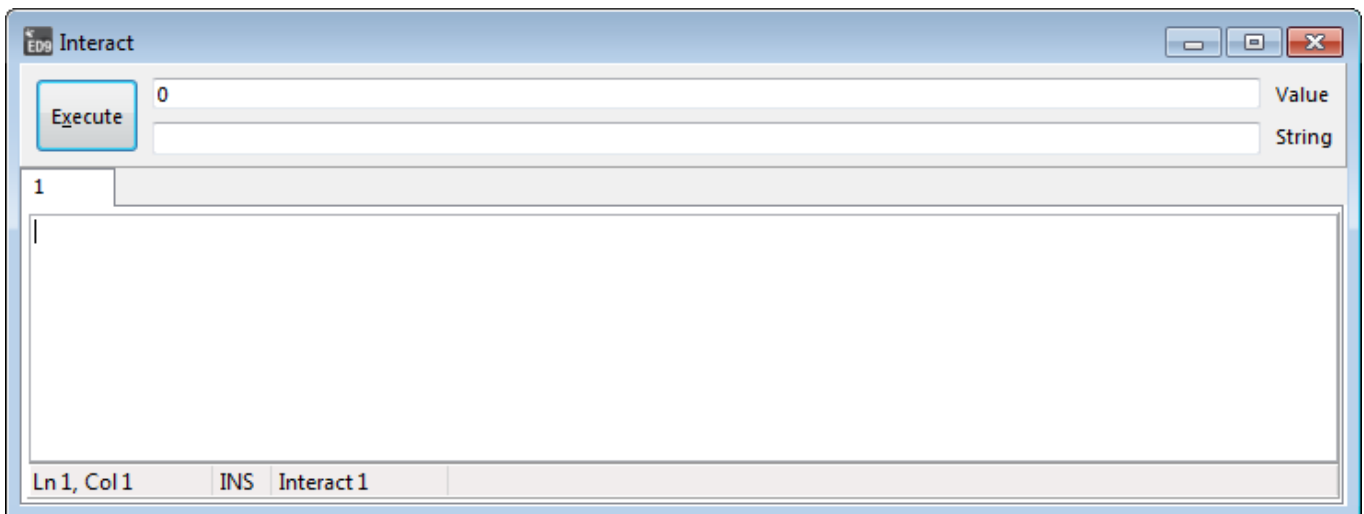 ED9 Interact
Execute
0
Value
String
1
Ln 1, Col 1 INS Interact 1